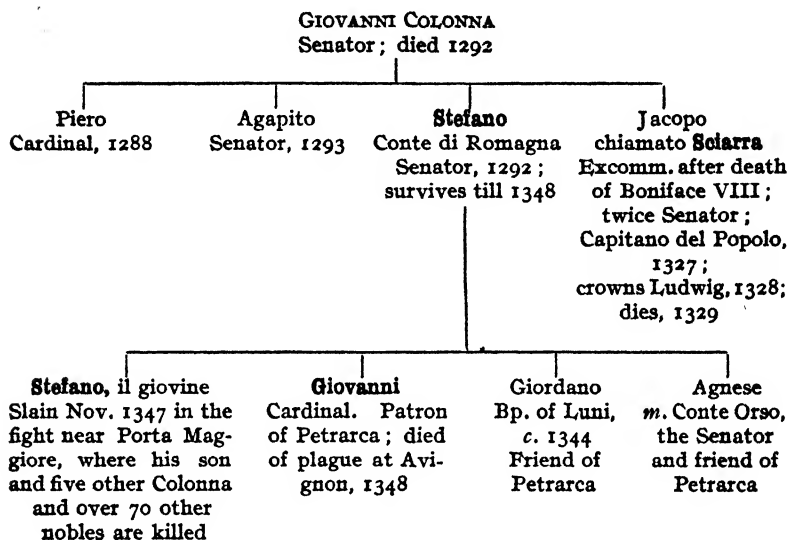 GIOVANNI COLONNA
Senator; died 1292
Piero
Cardinal, 1288
Agapito
Senator, 1293
Stefano
Conte di Romagna
Senator, 1292;
survives till 1348
Jacopo
chiamato Sciarra
Excomm. after death
of Boniface VIII;
twice Senator;
Capitano del Popolo,
1327;
crowns Ludwig, 1328;
dies, 1329
Stefano, il giovine
Slain Nov. 1347 in the
fight near Porta Mag-
giore, where his son
and five other Colonna
and over 70 other
nobles are killed
Giovanni
Cardinal. Patron
of Petrarca; died
of plague at Avi-
gnon, 1348
Giordano
Bp. of Luni,
c. 1344
Friend of
Petrarca
Agnese
m. Conte Orso,
the Senator
and friend of
Petrarca